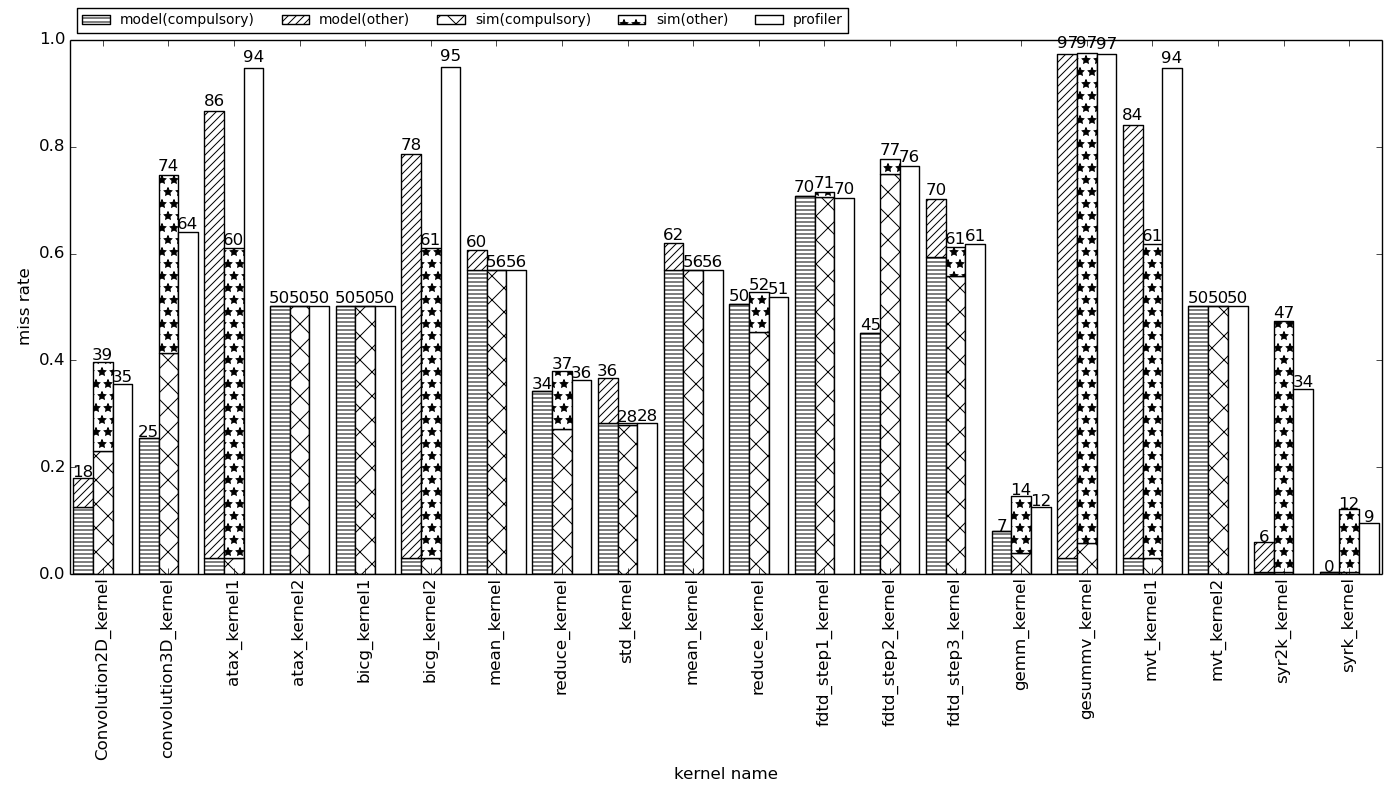 model(compulsory) model(other) sim(compulsory) sim(other) profiler
1.0
0.8
0.6
0.4
0.2
0.0
miss rate
18 39 35
25 74 64
86 60 94
50 50 50
50 50 50
78 61 95
60 56 56
34 37 36
36 28 28
62 56 56
50 52 51
70 71 70
45 77 76
70 61 61
7 14 12
97 97 97
84 61 94
50 50 50
6 47 34
0 12 9
Convolution2D_kernel
convolution3D_kernel
atax_kernel1
atax_kernel2
bicg_kernel1
bicg_kernel2
mean_kernel
reduce_kernel
std_kernel
mean_kernel
reduce_kernel
fdtd_step1_kernel
fdtd_step2_kernel
fdtd_step3_kernel
gemm_kernel
gesummv_kernel
mvt_kernel1
mvt_kernel2
syr2k_kernel
syrk_kernel
kernel name